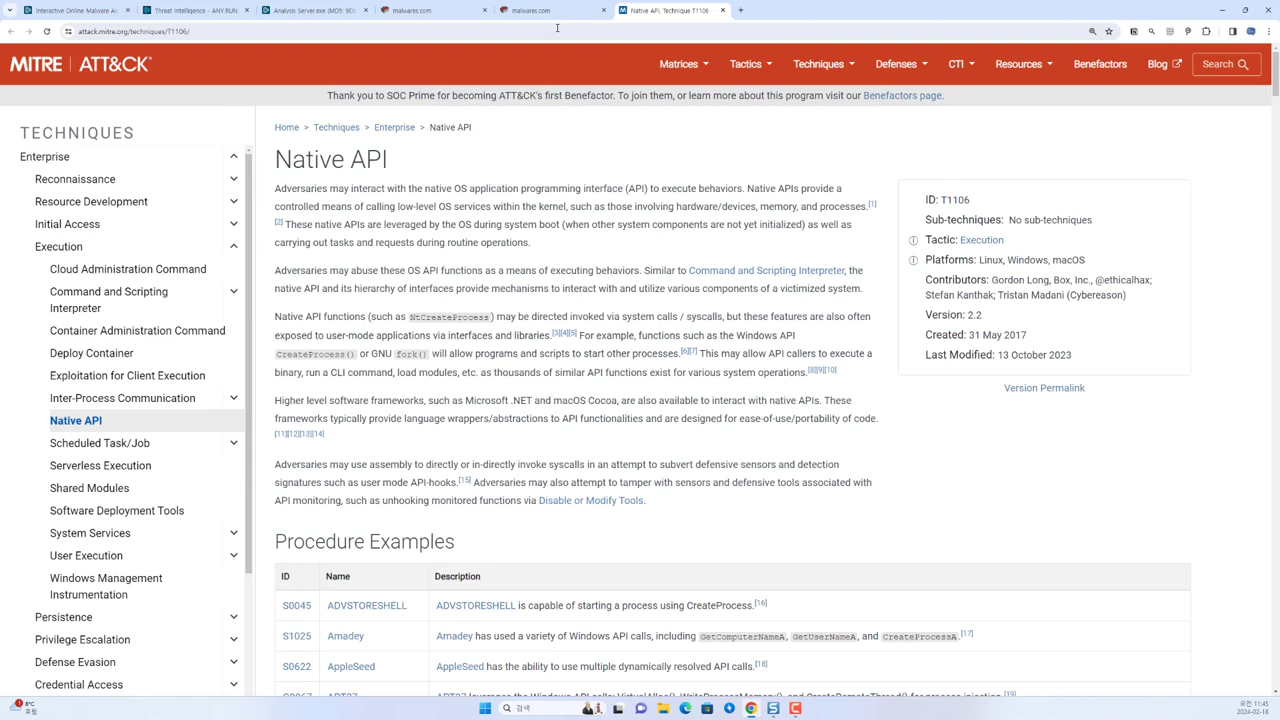 Interactive Online Malware A
Threat Intelligence - ANY.RUN
Analysis Server.exe (MD5: 9D
malwares.com
malwares.com
Native API, Technique T1106
attack.mitre.org/techniques/T1106/
MITRE | ATT&CK®
Matrices
Tactics
Techniques
Defenses
CTI
Resources
Benefactors
Blog
Search
Thank you to SOC Prime for becoming ATT&CK's first Benefactor. To join them, or learn more about this program visit our Benefactors page.
TECHNIQUES
Enterprise
Reconnaissance
Resource Development
Initial Access
Execution
Cloud Administration Command
Command and Scripting
Interpreter
Container Administration Command
Deploy Container
Exploitation for Client Execution
Inter-Process Communication
Native API
Scheduled Task/Job
Serverless Execution
Shared Modules
Software Deployment Tools
System Services
User Execution
Windows Management
Instrumentation
Persistence
Privilege Escalation
Defense Evasion
Credential Access
Home > Techniques > Enterprise > Native API
Native API
Adversaries may interact with the native OS application programming interface (API) to execute behaviors. Native APIs provide a
controlled means of calling low-level OS services within the kernel, such as those involving hardware/devices, memory, and processes.[1]
[2] These native APIs are leveraged by the OS during system boot (when other system components are not yet initialized) as well as
carrying out tasks and requests during routine operations.
Adversaries may abuse these OS API functions as a means of executing behaviors. Similar to Command and Scripting Interpreter, the
native API and its hierarchy of interfaces provide mechanisms to interact with and utilize various components of a victimized system.
Native API functions (such as NtCreateProcess) may be directed invoked via system calls / syscalls, but these features are also often
exposed to user-mode applications via interfaces and libraries.[3][4][5] For example, functions such as the Windows API
CreateProcess() or GNU fork() will allow programs and scripts to start other processes.[6][7] This may allow API callers to execute a
binary, run a CLI command, load modules, etc. as thousands of similar API functions exist for various system operations.[8][9][10]
Higher level software frameworks, such as Microsoft .NET and macOS Cocoa, are also available to interact with native APIs. These
frameworks typically provide language wrappers/abstractions to API functionalities and are designed for ease-of-use/portability of code.
[11][12][13][14]
Adversaries may use assembly to directly or in-directly invoke syscalls in an attempt to subvert defensive sensors and detection
signatures such as user mode API-hooks.[15] Adversaries may also attempt to tamper with sensors and defensive tools associated with
API monitoring, such as unhooking monitored functions via Disable or Modify Tools.
ID: T1106
Sub-techniques: No sub-techniques
Tactic: Execution
Platforms: Linux, Windows, macOS
Contributors: Gordon Long, Box, Inc., @ethicalhax;
Stefan Kanthak; Tristan Madani (Cybereason)
Version: 2.2
Created: 31 May 2017
Last Modified: 13 October 2023
Version Permalink
Procedure Examples
ID Name Description
S0045 ADVSTORESHELL ADVSTORESHELL is capable of starting a process using CreateProcess.[16]
S1025 Amadey Amadey has used a variety of Windows API calls, including GetComputerNameA, GetUserNameA, and CreateProcessA.[17]
S0622 AppleSeed AppleSeed has the ability to use multiple dynamically resolved API calls.[18]
8°C
흐림
검색
오전 11:45
2024-02-18